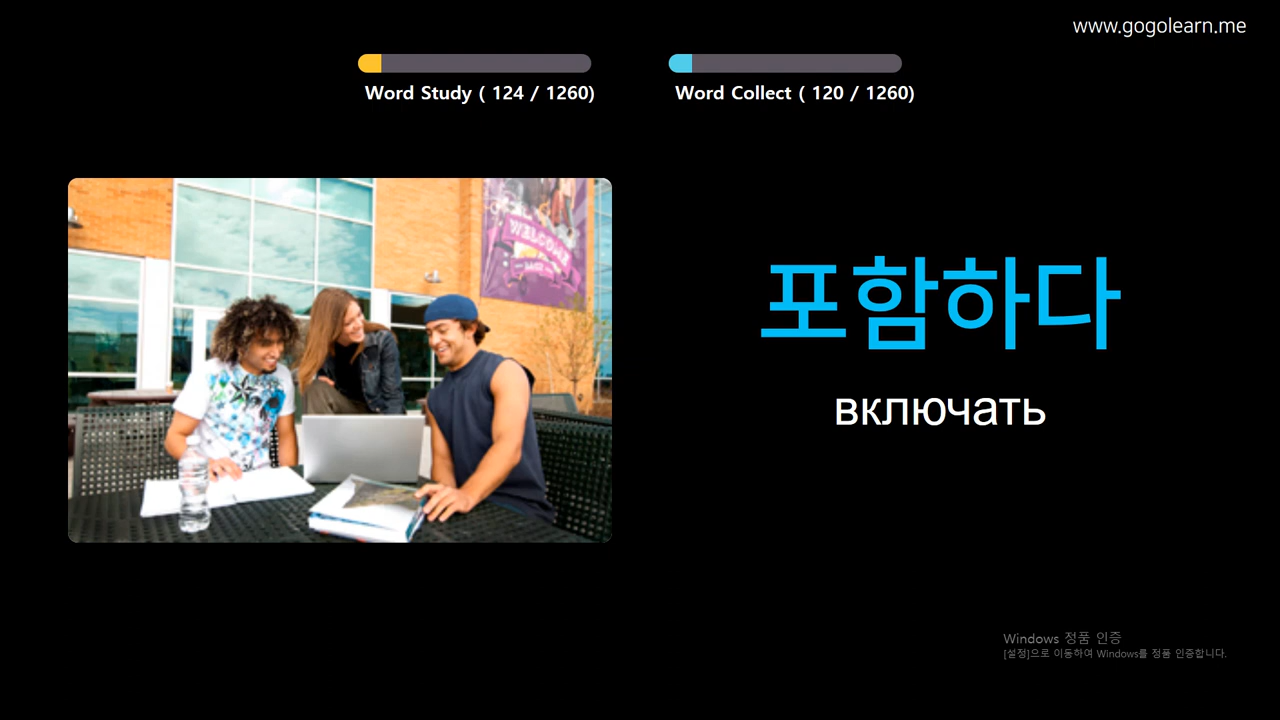 www.gogolearn.me
Word Study ( 124 / 1260)
Word Collect ( 120 / 1260)
WELCOME
포함하다
включать
Windows 정품 인증
[설정]으로 이동하여 Windows를 정품 인증합니다.